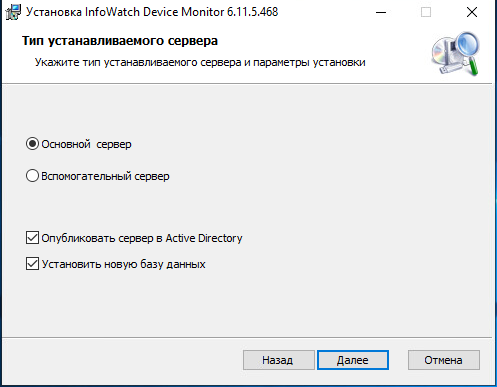 Установка InfoWatch Device Monitor 6.11.5.468
Тип устанавливаемого сервера
Укажите тип устанавливаемого сервера и параметры установки
Основной сервер
Вспомогательный сервер
Опубликовать сервер в Active Directory
Установить новую базу данных
Назад Далее Отмена